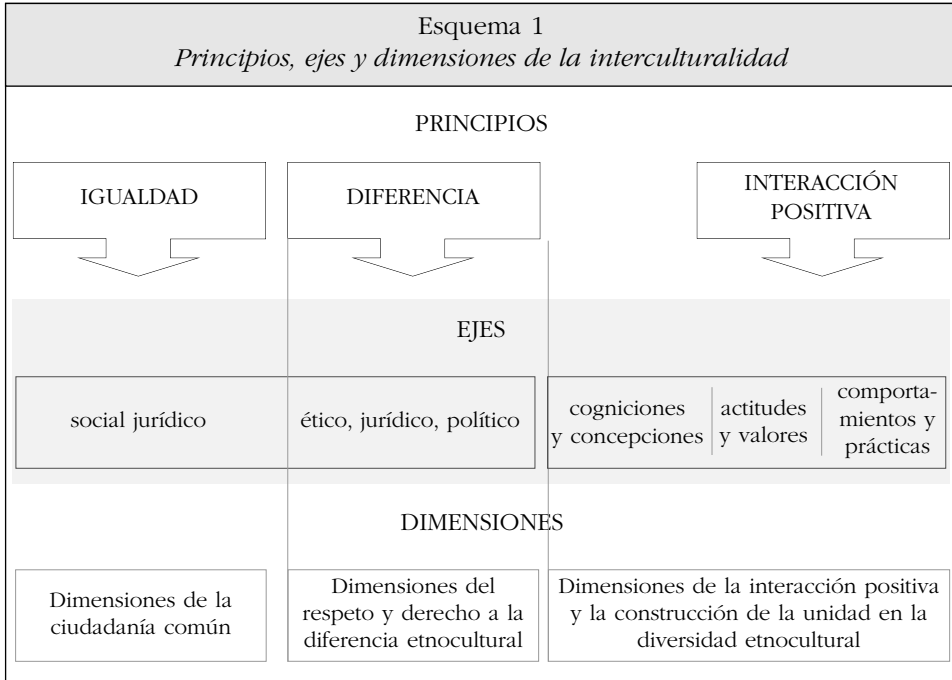 Esquema 1
Principios, ejes y dimensiones de la interculturalidad
PRINCIPIOS
IGUALDAD
DIFERENCIA
INTERACCIÓN
POSITIVA
EJES
social jurídico
ético, jurídico, político
cogniciones
y concepciones
actitudes
y valores
comporta-
mientos y
prácticas
DIMENSIONES
Dimensiones de la
ciudadanía común
Dimensiones del
respeto y derecho a la
diferencia etnocultural
Dimensiones de la interacción positiva
y la construcción de la unidad en la
diversidad etnocultural